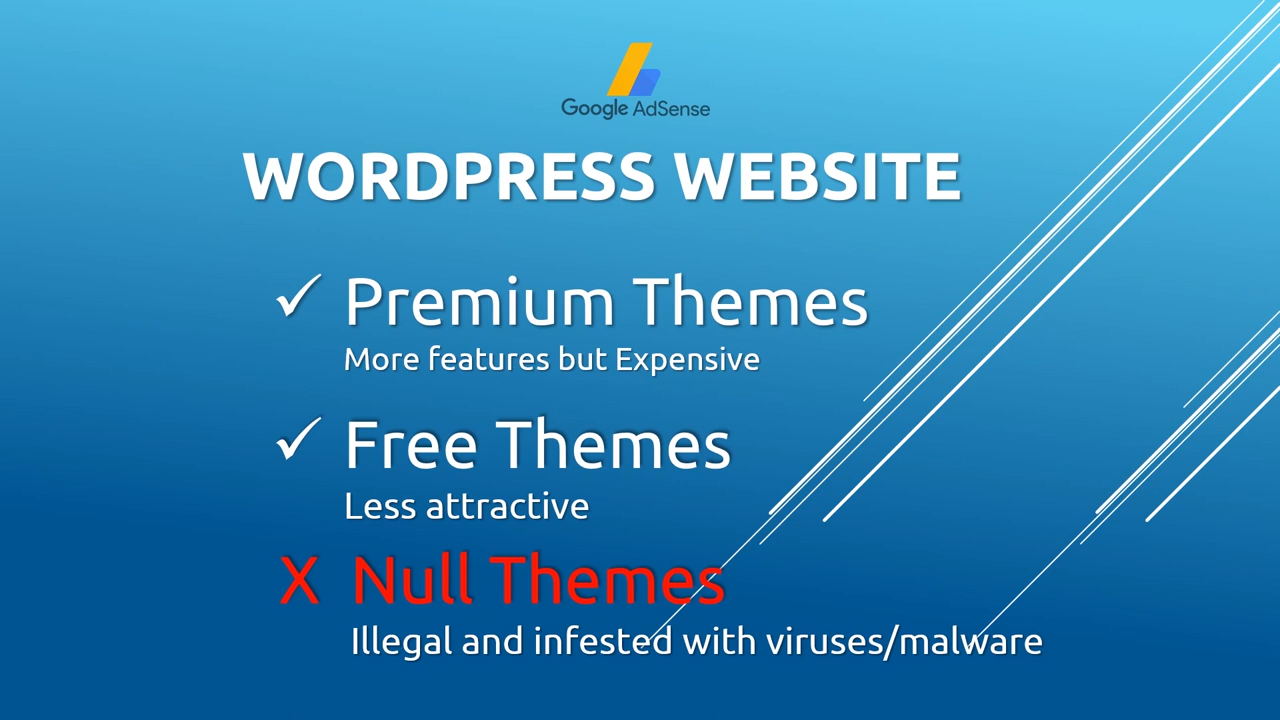 Google AdSense
WORDPRESS WEBSITE
✓ Premium Themes
More features but Expensive
✓ Free Themes
Less attractive
X Null Themes
Illegal and infested with viruses/malware